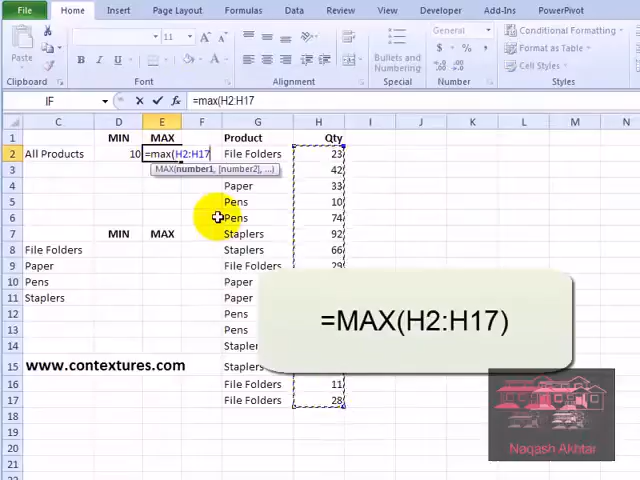 File Home Insert Page Layout Formulas Data Review View Developer Add-Ins PowerPivot
Paste
Clipboard
11
B I U
Font
Alignment
General
$ % ,
Number
Bullets and Numbering
Special
Conditional Formatting
Format as Table
Cell Styles
Styles
IF =max(H2:H17
C D E F G H I J K L M N
1 MIN MAX Product Qty
2 All Products 10 =max(H2:H17 File Folders 23
MAX(number1, [number2], ...)
3 42
4 Paper 33
5 Pens 10
6 Pens 74
7 MIN MAX Staplers 92
8 File Folders Staplers 66
9 Paper File Folders 29
10 Pens Paper
11 Staplers Paper
12 Pens
13 Pens
=MAX(H2:H17)
14 Staplers
15 www.contextures.com Staplers
16 File Folders 11
17 File Folders 28
18
19
20
21
22
Naqash Akhtar